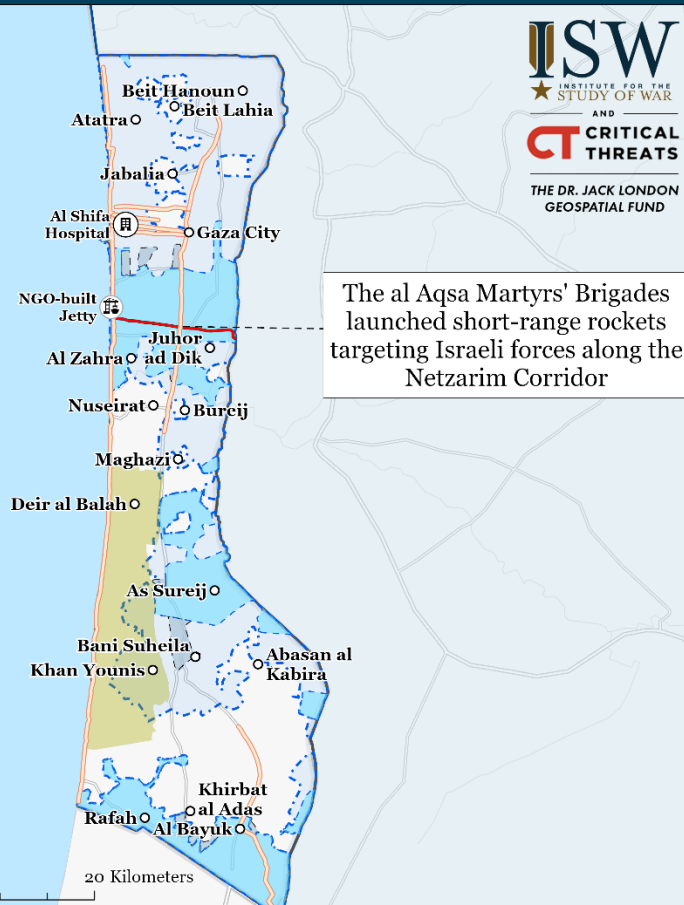 ISW
INSTITUTE FOR THE
STUDY OF WAR
AND
CT CRITICAL
THREATS
THE DR. JACK LONDON
GEOSPATIAL FUND
Beit Hanoun
Beit Lahia
Atatra
Jabalia
Al Shifa
Hospital
Gaza City
NGO-built
Jetty
The al Aqsa Martyrs' Brigades
launched short-range rockets
targeting Israeli forces along the
Netzarim Corridor
Juhor
ad Dik
Al Zahra
Nuseirat
Bureij
Maghazi
Deir al Balah
As Sureij
Bani Suheila
Khan Younis
Abasan al
Kabira
Khirbat
al Adas
Rafah
Al Bayuk
20 Kilometers